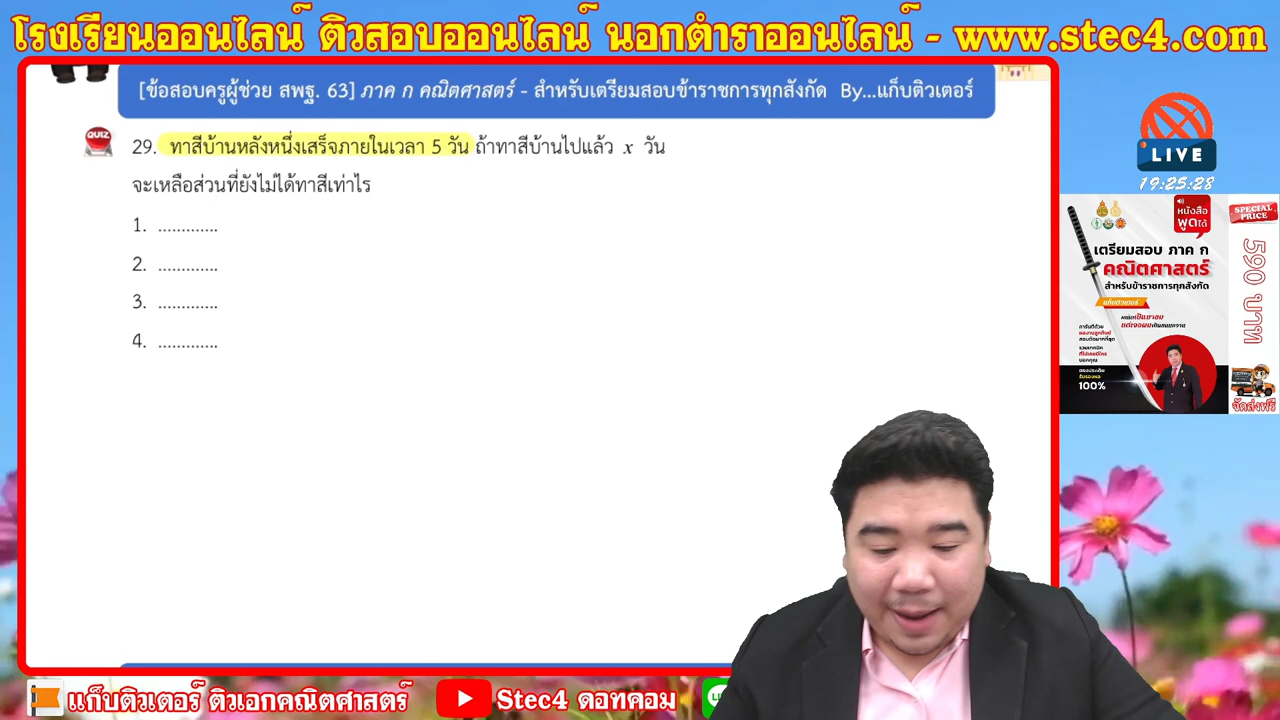 โรงเรียนออนไลน์ ติวสอบออนไลน์ นอกตำราออนไลน์ - www.stec4.com
[ข้อสอบครูผู้ช่วย สพฐ. 63] ภาค ก คณิตศาสตร์ - สำหรับเตรียมสอบข้าราชการทุกสังกัด By...แก็บติวเตอร์
QUIZ
29. ทาสีบ้านหลังหนึ่งเสร็จภายในเวลา 5 วัน ถ้าทาสีบ้านไปแล้ว x วัน
จะเหลือส่วนที่ยังไม่ได้ทาสีเท่าไร
1. .............
2. .............
3. .............
4. .............
LIVE
19:25:28
หนังสือ
พูดได้
SPECIAL
PRICE
เตรียมสอบ ภาค ก
คณิตศาสตร์
สำหรับข้าราชการทุกสังกัด
แก็บติวเตอร์
590 บาท
100%
จัดส่งฟรี
แก็บติวเตอร์ ติวเอกคณิตศาสตร์
Stec4 ดอทคอม